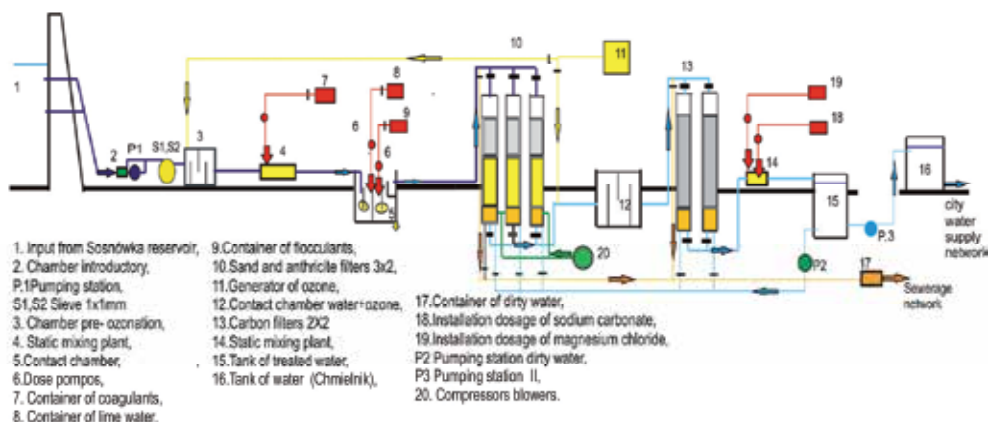 10
11
1
7
8
6
9
6
13
19
18
14
2
P1
S1,S2
3
4
5
12
15
16
20
P2
P.3
17
city
water
supply
network
Sewerage
network
1. Input from Sosnówka reservoir,
2. Chamber introductory,
P.1Pumping station,
S1,S2 Sieve 1x1mm
3. Chamber pre- ozonation,
4. Static mixing plant,
5.Contact chamber,
6.Dose pompos,
7. Container of coagulants,
8. Container of lime water,
9.Container of flocculants,
10.Sand and anthricite filters 3x2,
11.Generator of ozone,
12.Contact chamber water+ozone,
13.Carbon filters 2X2
14.Static mixing plant,
15.Tank of treated water,
16.Tank of water (Chmielnik),
17.Container of dirty water,
18.Installation dosage of sodium carbonate,
19.Installation dosage of magnesium chloride,
P2 Pumping station dirty water.
P3 Pumping station II,
20. Compressors blowers.